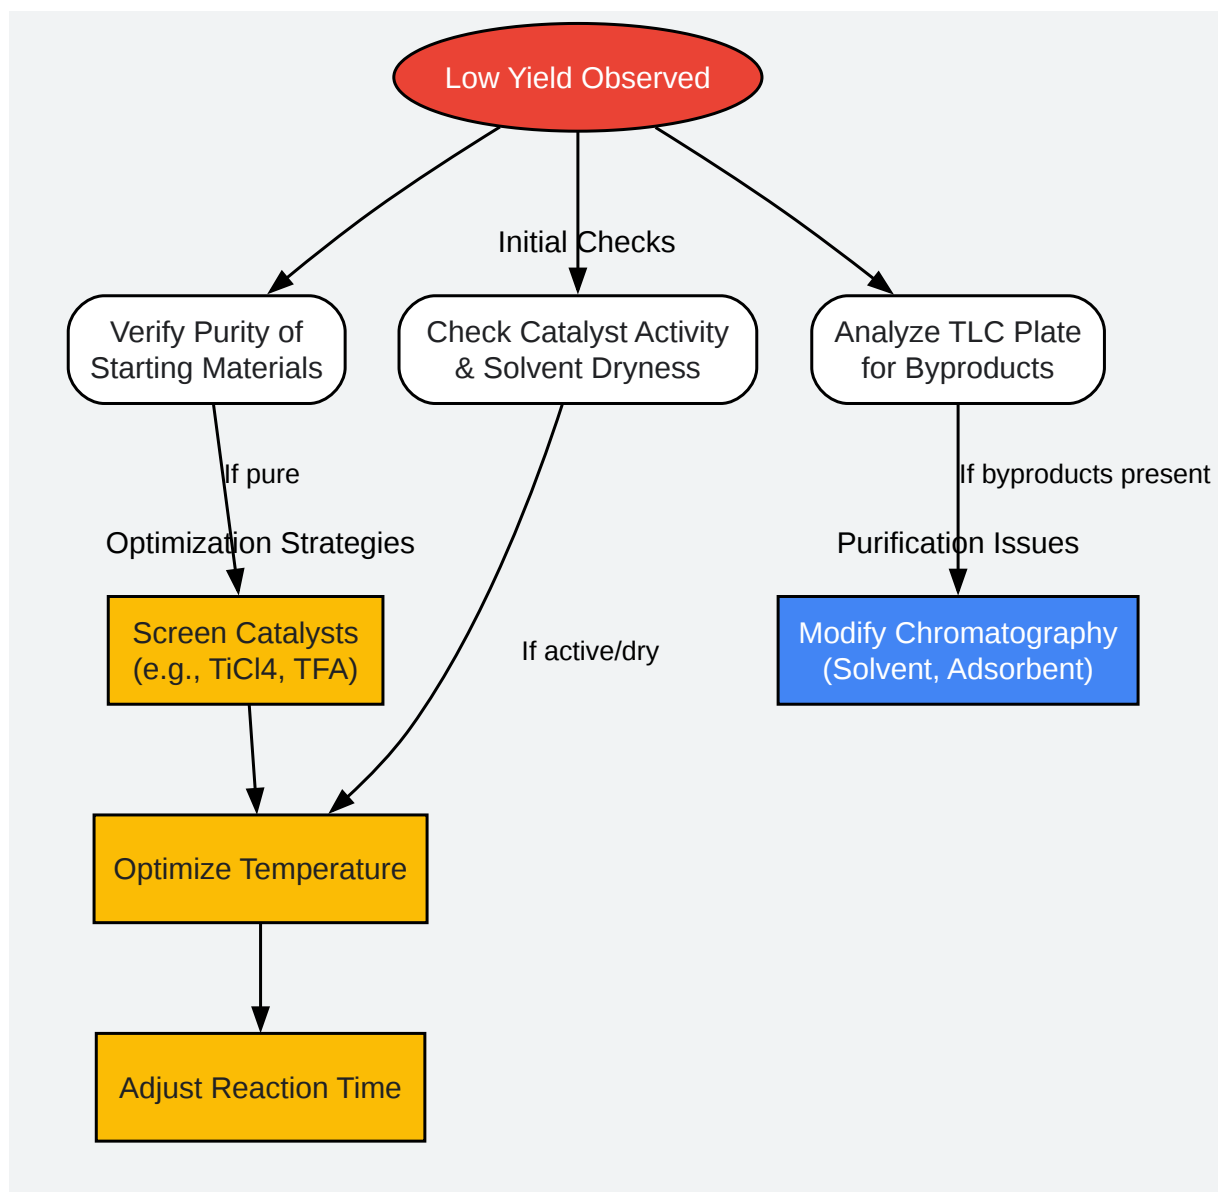 Low Yield Observed
Initial Checks
Verify Purity of
Starting Materials
Check Catalyst Activity
& Solvent Dryness
Analyze TLC Plate
for Byproducts
If pure
If byproducts present
Optimization Strategies
Purification Issues
Screen Catalysts
(e.g., TiCl4, TFA)
If active/dry
Modify Chromatography
(Solvent, Adsorbent)
Optimize Temperature
Adjust Reaction Time